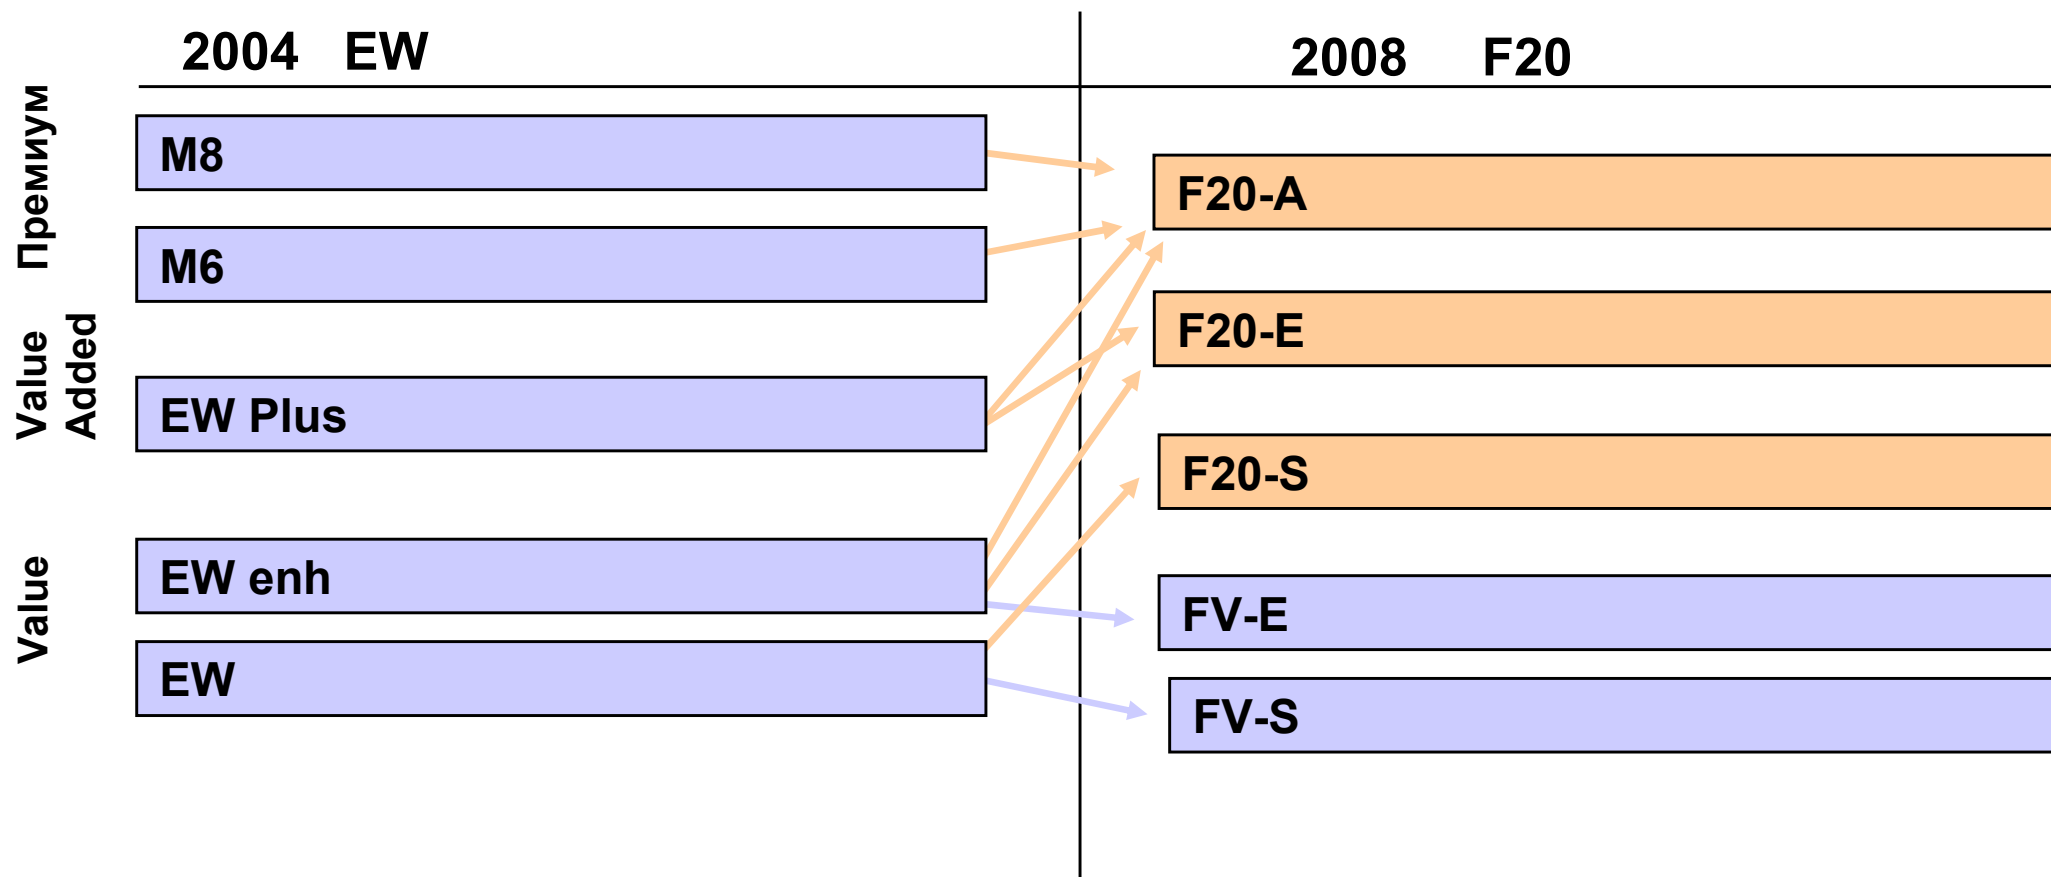 2004 EW
2008 F20
Премиум
Value
Added
Value
M8
M6
EW Plus
EW enh
EW
F20-A
F20-E
F20-S
FV-E
FV-S